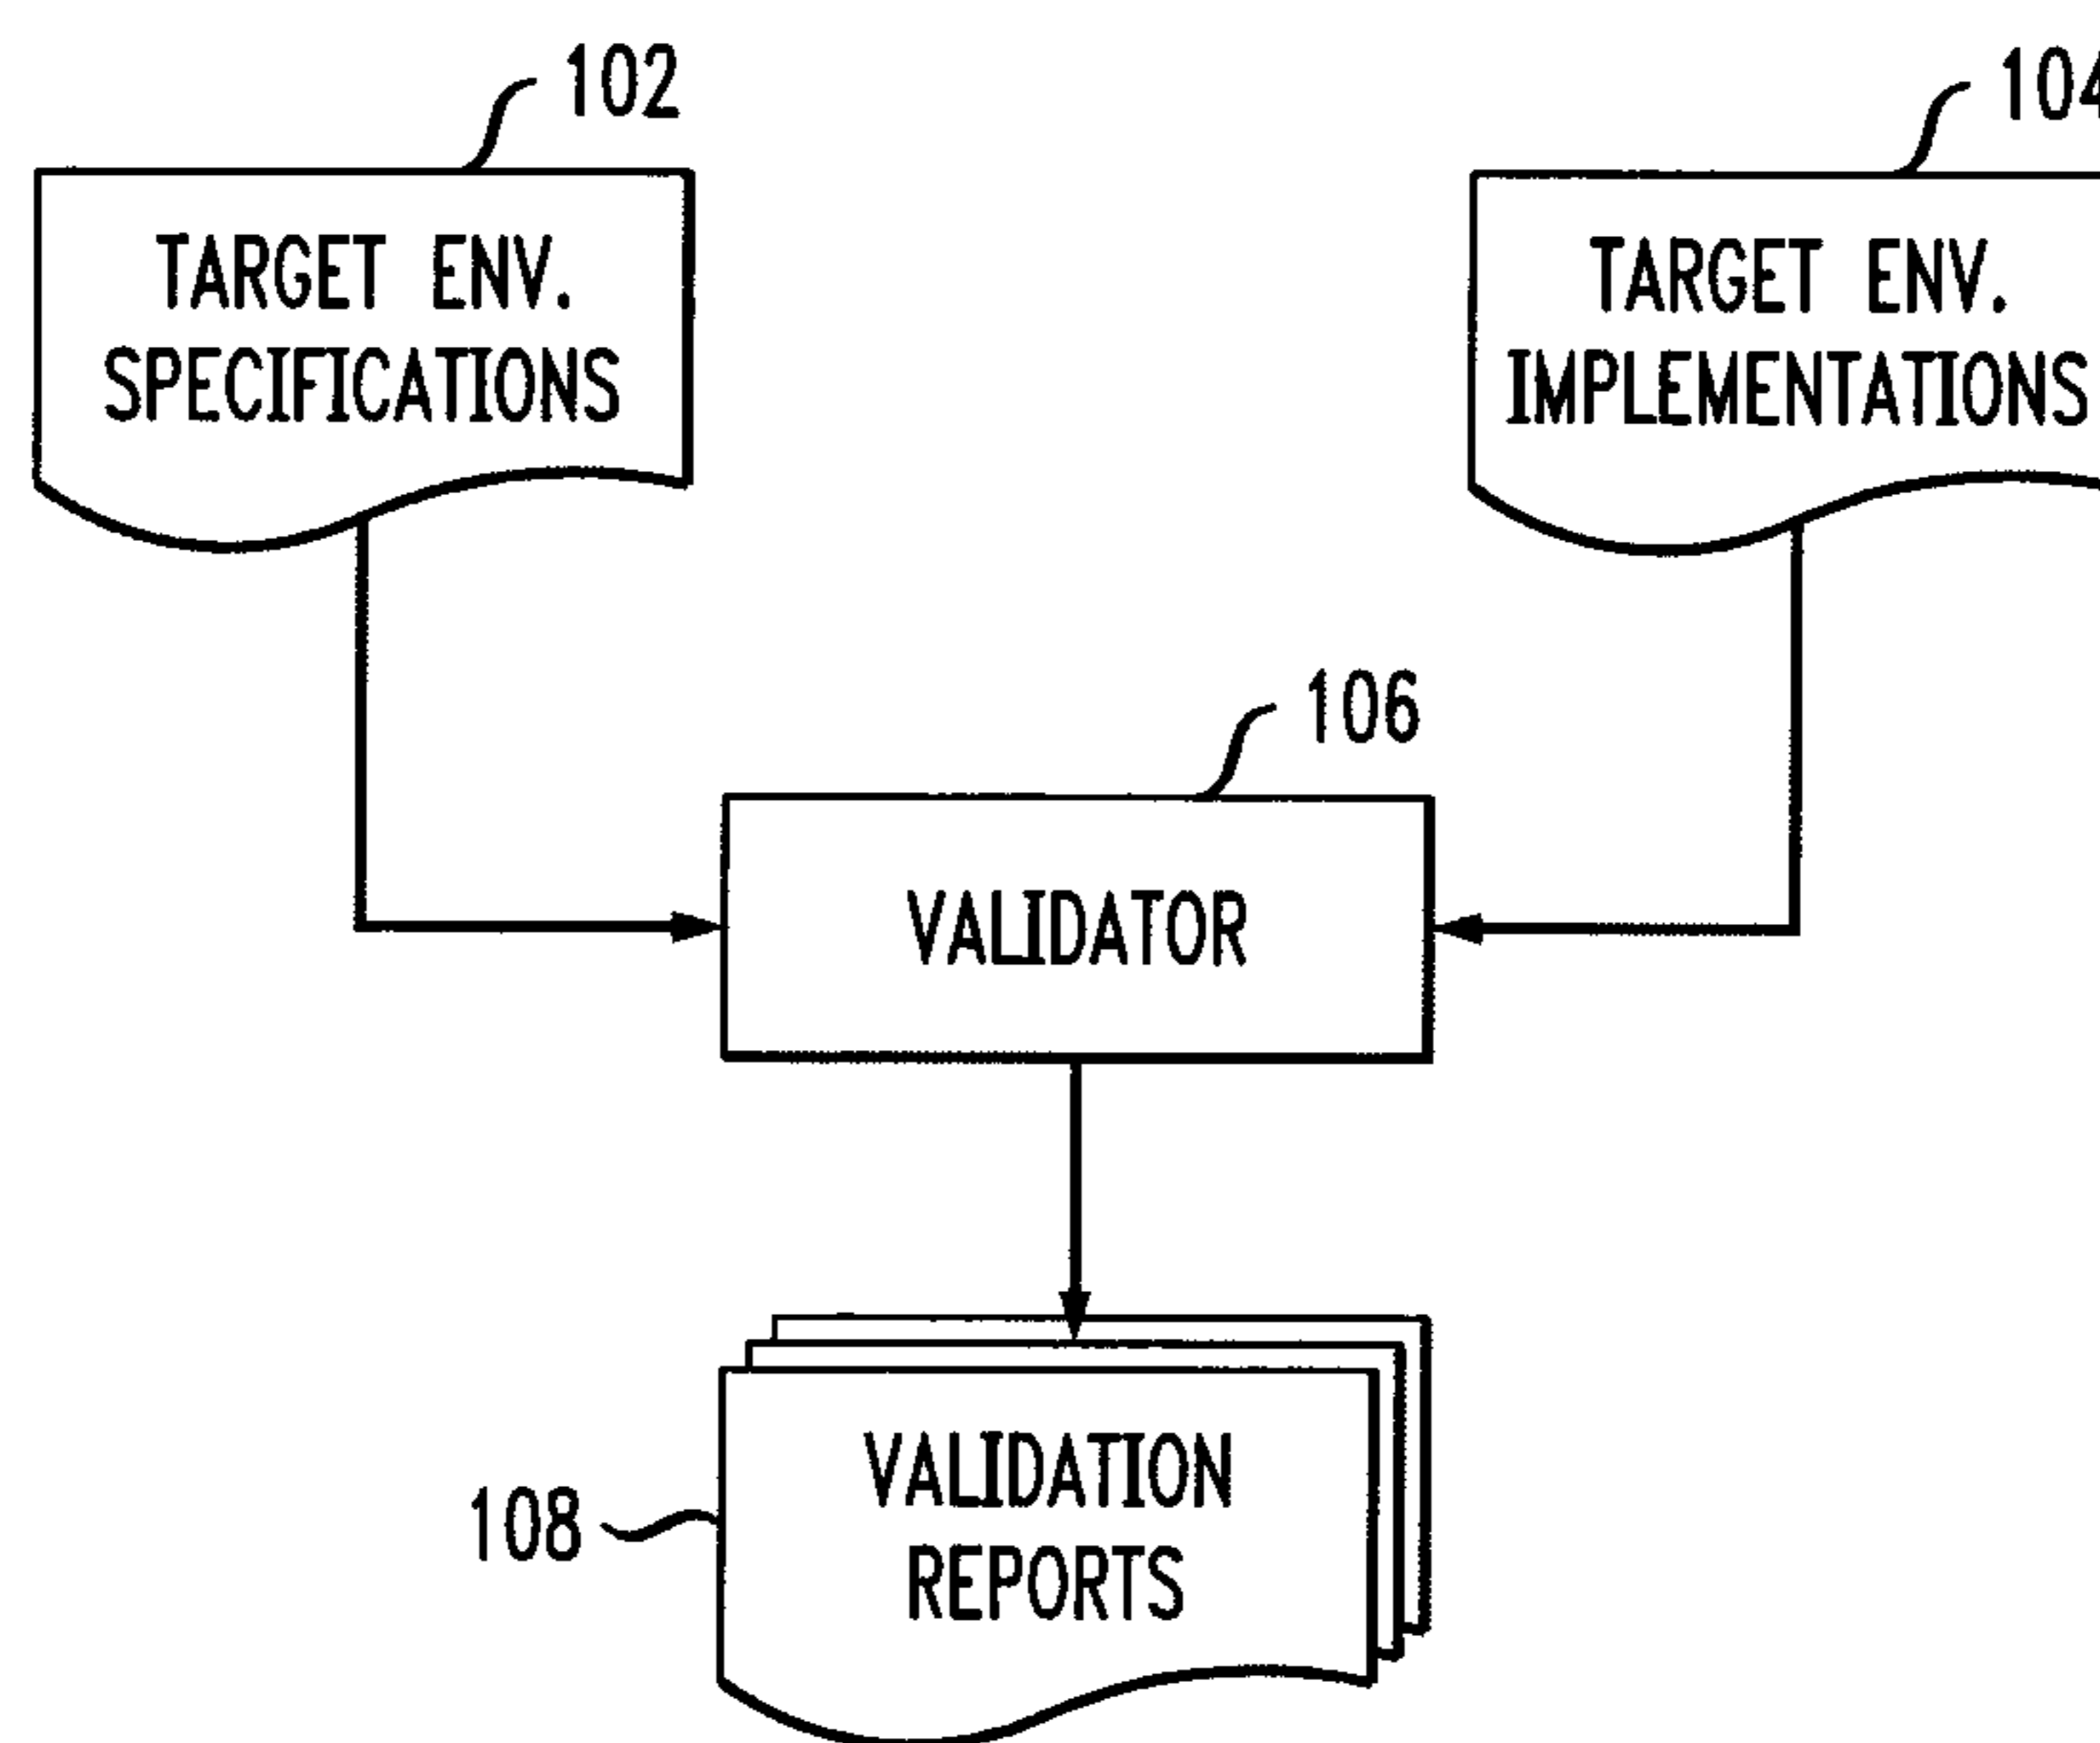 102
104
TARGET ENV.
SPECIFICATIONS
TARGET ENV.
IMPLEMENTATIONS
106
VALIDATOR
108
VALIDATION
REPORTS